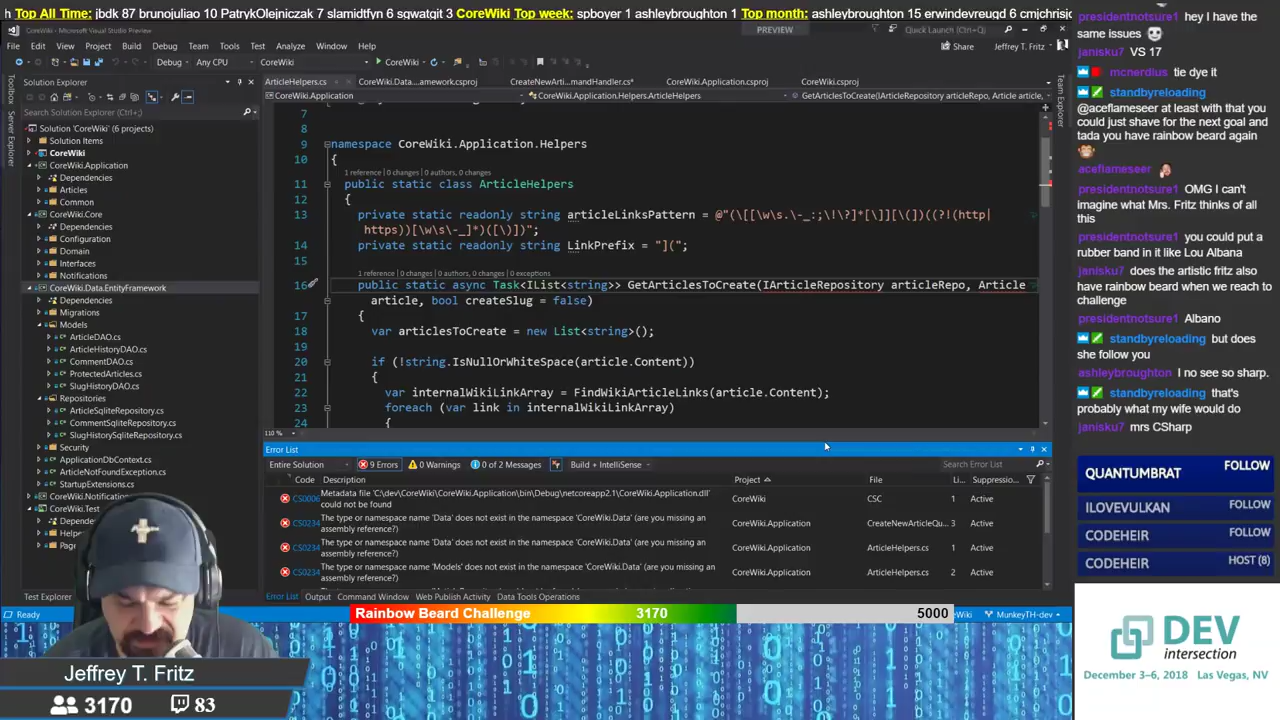 Top All Time: jbdk 87 brunojuliao 10 PatrykOlejniczak 7 slamidtfyn 6 sgwatgit 3 CoreWiki Top week: spboyer 1 ashleybroughton 1 Top month: ashleybroughton 15 erwindevreugd 6 cmjchrisjo
CoreWiki - Microsoft Visual Studio Preview
PREVIEW
Quick Launch
File Edit View Project Build Debug Team Tools Test Analyze Window Help
Share
Jeffrey T. Fritz
Debug Any CPU CoreWiki CoreWiki
Toolbox
Server Explorer
Team Explorer
Solution Explorer
Search Solution Explorer (Ctrl+;)
Solution 'CoreWiki' (6 projects)
Solution Items
CoreWiki
CoreWiki.Application
Dependencies
Articles
Common
CoreWiki.Core
Dependencies
Configuration
Domain
Interfaces
Notifications
CoreWiki.Data.EntityFramework
Dependencies
Migrations
Models
ArticleDAO.cs
ArticleHistoryDAO.cs
CommentDAO.cs
ProtectedArticles.cs
SlugHistoryDAO.cs
Repositories
ArticleSqliteRepository.cs
CommentSqliteRepository.cs
SlugHistorySqliteRepository.cs
Security
ApplicationDbContext.cs
ArticleNotFoundException.cs
StartupExtensions.cs
CoreWiki.Notific
CoreWiki.Test
Depende
Helpe
Page
Test Explorer
Ready
ArticleHelpers.cs CoreWiki.Data....amework.csproj CreateNewArti...mandHandler.cs* CoreWiki.Application.csproj CoreWiki.csproj
CoreWiki.Application CoreWiki.Application.Helpers.ArticleHelpers GetArticlesToCreate(IArticleRepository articleRepo, Article article,
7
8
9 namespace CoreWiki.Application.Helpers
10 {
1 reference | 0 changes | 0 authors, 0 changes
11 public static class ArticleHelpers
12 {
13 private static readonly string articleLinksPattern = @"(\[[\w\s.\-_:;\!\?]*[\]][\(])((?!(http|
https))[\w\s\-_]*)([\)])";
14 private static readonly string LinkPrefix = "](";
15
1 reference | 0 changes | 0 authors, 0 changes | 0 exceptions
16 public static async Task<IList<string>> GetArticlesToCreate(IArticleRepository articleRepo, Article
article, bool createSlug = false)
17 {
18 var articlesToCreate = new List<string>();
19
20 if (!string.IsNullOrWhiteSpace(article.Content))
21 {
22 var internalWikiLinkArray = FindWikiArticleLinks(article.Content);
23 foreach (var link in internalWikiLinkArray)
24 {
110 %
Error List
Entire Solution 9 Errors 0 Warnings 0 of 2 Messages Build + IntelliSense Search Error List
Code Description Project File Li... Suppressio...
CS0006 Metadata file 'C:\dev\CoreWiki\CoreWiki.Application\bin\Debug\netcoreapp2.1\CoreWiki.Application.dll' could not be found CoreWiki CSC 1 Active
CS0234 The type or namespace name 'Data' does not exist in the namespace 'CoreWiki' (are you missing an assembly reference?) CoreWiki.Application CreateNewArticleQu... 3 Active
CS0234 The type or namespace name 'Data' does not exist in the namespace 'CoreWiki' (are you missing an assembly reference?) CoreWiki.Application ArticleHelpers.cs 1 Active
CS0234 The type or namespace name 'Models' does not exist in the namespace 'CoreWiki.Data' (are you missing an assembly reference?) CoreWiki.Application ArticleHelpers.cs 2 Active
Error List Output Command Window Web Publish Activity Data Tools Operations
Rainbow Beard Challenge 3170 5000
eWiki MunkeyTH-dev
Jeffrey T. Fritz
3170 83
presidentnotsure1 hey I have the
same issues
janisku7 VS 17
mcnerdius tie dye it
standbyreloading
@aceflameseer at least with that you
could just shave for the next goal and
tada you have rainbow beard again
aceflameseer
presidentnotsure1 OMG I can't
imagine what Mrs. Fritz thinks of all
this
presidentnotsure1 you could put a
rubber band in it like Lou Albana
janisku7 does the artistic fritz also
have rainbow beard when we reach to
challenge
presidentnotsure1 Albano
standbyreloading but does
she follow you
ashleybroughton I no see so sharp.
standbyreloading that's
probably what my wife would do
janisku7 mrs CSharp
QUANTUMBRAT FOLLOW
ILOVEVULKAN FOLLOW
CODEHEIR FOLLOW
CODEHEIR HOST (8)
DEV
intersection
December 3-6, 2018 Las Vegas, NV